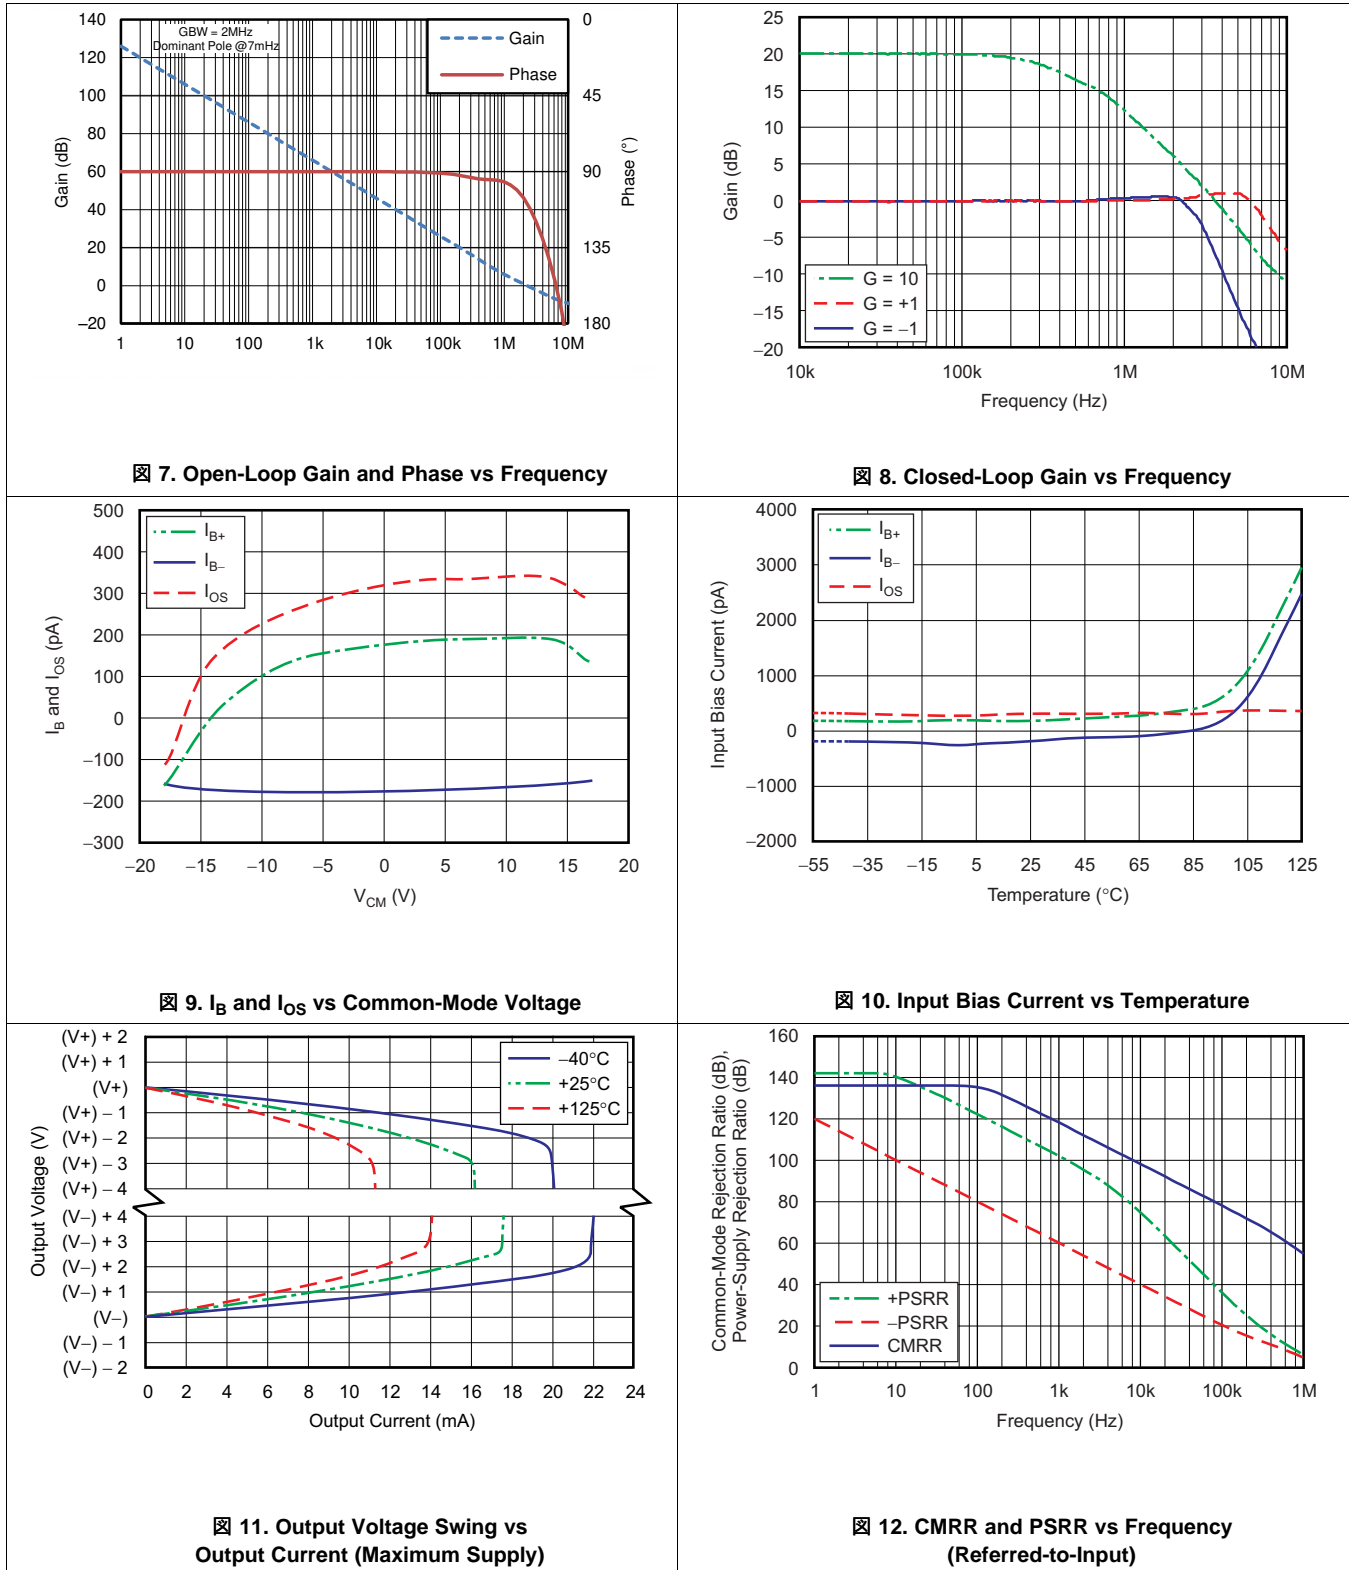 GBW = 2MHz
Dominant Pole @7mHz
Gain
Phase
140
120
100
80
60
40
20
0
–20
0
45
90
135
180
Gain (dB)
Phase (°)
1
10
100
1k
10k
100k
1M
10M
図 7. Open-Loop Gain and Phase vs Frequency
25
20
15
10
5
0
–5
–10
–15
–20
Gain (dB)
G = 10
G = +1
G = –1
10k
100k
1M
10M
Frequency (Hz)
図 8. Closed-Loop Gain vs Frequency
500
400
300
200
100
0
–100
–200
–300
IB and IOS (pA)
IB+
IB–
IOS
–20
–15
–10
–5
0
5
10
15
20
VCM (V)
図 9. IB and IOS vs Common-Mode Voltage
4000
3000
2000
1000
0
–1000
–2000
Input Bias Current (pA)
IB+
IB–
IOS
–55
–35
–15
5
25
45
65
85
105
125
Temperature (°C)
図 10. Input Bias Current vs Temperature
(V+) + 2
(V+) + 1
(V+)
(V+) – 1
(V+) – 2
(V+) – 3
(V+) – 4
(V–) + 4
(V–) + 3
(V–) + 2
(V–) + 1
(V–)
(V–) – 1
(V–) – 2
Output Voltage (V)
–40°C
+25°C
+125°C
0
2
4
6
8
10
12
14
16
18
20
22
24
Output Current (mA)
図 11. Output Voltage Swing vs
Output Current (Maximum Supply)
160
140
120
100
80
60
40
20
0
Common-Mode Rejection Ratio (dB),
Power-Supply Rejection Ratio (dB)
+PSRR
–PSRR
CMRR
1
10
100
1k
10k
100k
1M
Frequency (Hz)
図 12. CMRR and PSRR vs Frequency
(Referred-to-Input)